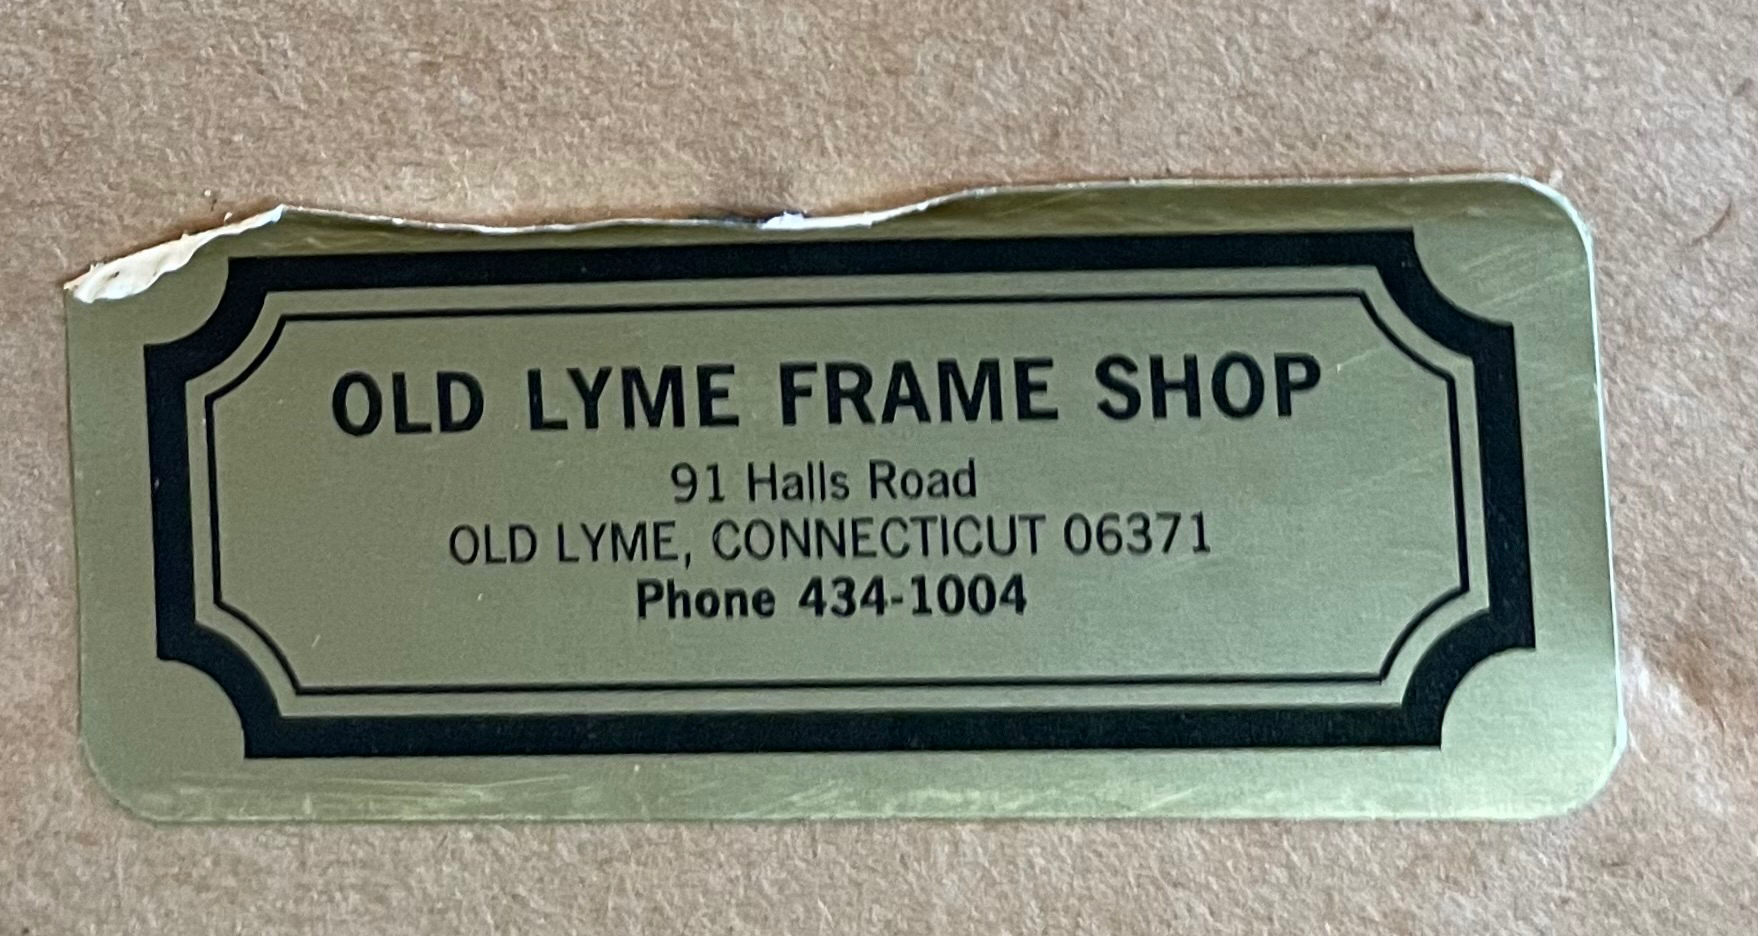 OLD LYME FRAME SHOP
91 Halls Road
OLD LYME, CONNECTICUT 06371
Phone 434-1004